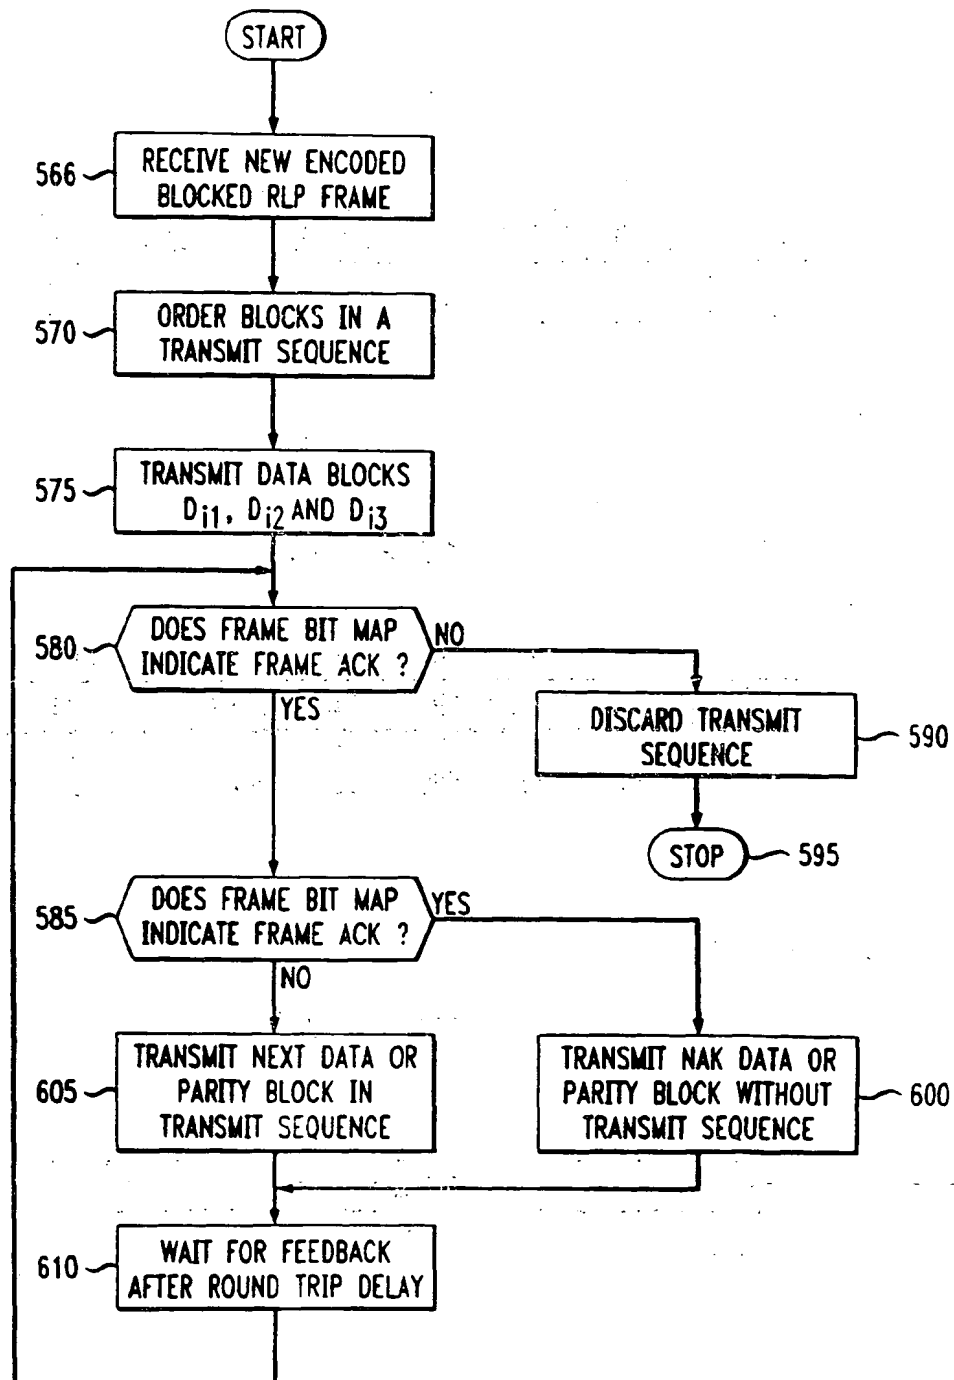 START
566
RECEIVE NEW ENCODED
BLOCKED RLP FRAME
570
ORDER BLOCKS IN A
TRANSMIT SEQUENCE
575
TRANSMIT DATA BLOCKS
Di1, Di2 AND Di3
580
DOES FRAME BIT MAP
INDICATE FRAME ACK ?
NO
YES
DISCARD TRANSMIT
SEQUENCE
590
STOP
595
585
DOES FRAME BIT MAP
INDICATE FRAME ACK ?
YES
NO
605
TRANSMIT NEXT DATA OR
PARITY BLOCK IN
TRANSMIT SEQUENCE
TRANSMIT NAK DATA OR
PARITY BLOCK WITHOUT
TRANSMIT SEQUENCE
600
610
WAIT FOR FEEDBACK
AFTER ROUND TRIP DELAY